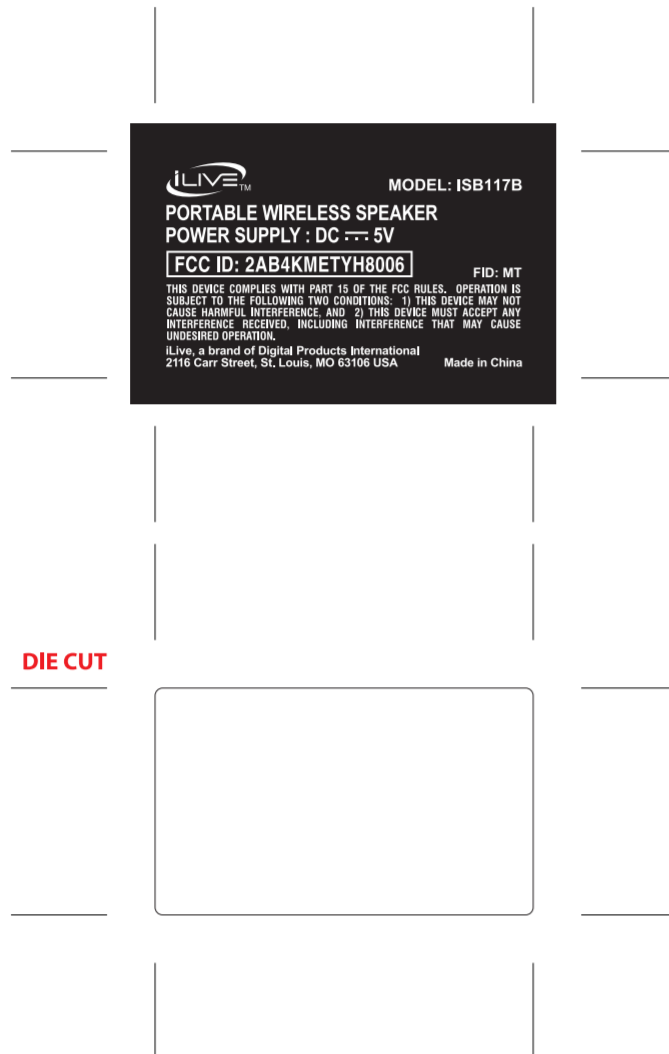 iLIVE TM
MODEL: ISB117B
PORTABLE WIRELESS SPEAKER
POWER SUPPLY : DC ⎓ 5V
FCC ID: 2AB4KMETYH8006
FID: MT
THIS DEVICE COMPLIES WITH PART 15 OF THE FCC RULES. OPERATION IS
SUBJECT TO THE FOLLOWING TWO CONDITIONS: 1) THIS DEVICE MAY NOT
CAUSE HARMFUL INTERFERENCE, AND 2) THIS DEVICE MUST ACCEPT ANY
INTERFERENCE RECEIVED, INCLUDING INTERFERENCE THAT MAY CAUSE
UNDESIRED OPERATION.
iLive, a brand of Digital Products International
2116 Carr Street, St. Louis, MO 63106 USA
Made in China
DIE CUT